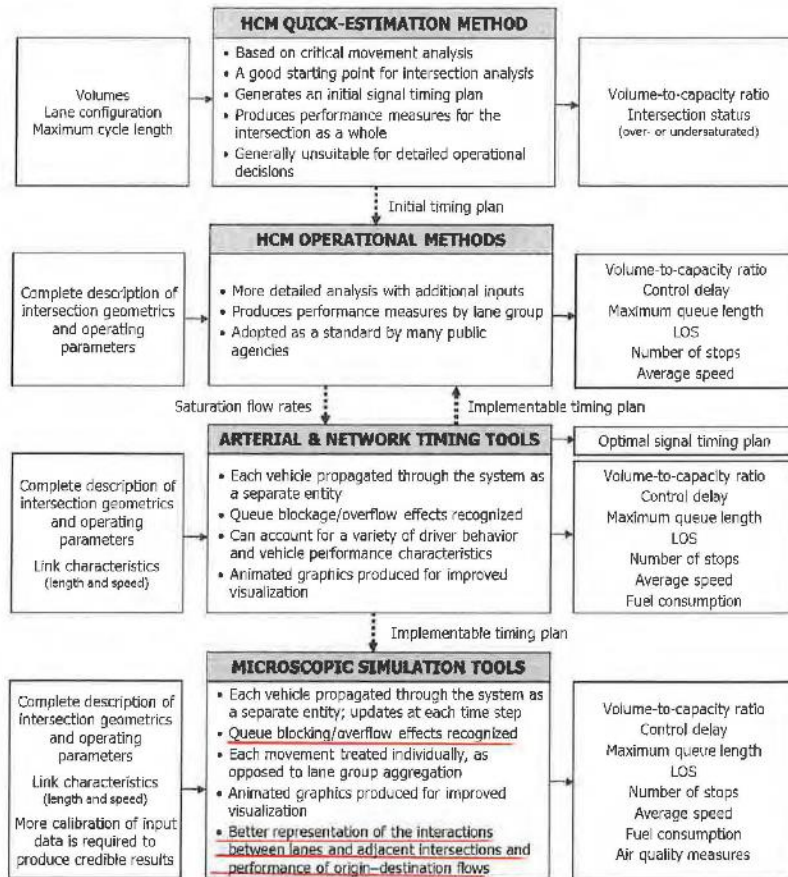 HCM QUICK-ESTIMATION METHOD
Volumes
Lane configuration
Maximum cycle length
• Based on critical movement analysis
• A good starting point for intersection analysis
• Generates an initial signal timing plan
• Produces performance measures for the
intersection as a whole
• Generally unsuitable for detailed operational
decisions
Volume-to-capacity ratio
Intersection status
(over- or undersaturated)
Initial timing plan
HCM OPERATIONAL METHODS
Complete description of
intersection geometrics
and operating
parameters
• More detailed analysis with additional inputs
• Produces performance measures by lane group
• Adopted as a standard by many public
agencies
Volume-to-capacity ratio
Control delay
Maximum queue length
LOS
Number of stops
Average speed
Saturation flow rates
Implementable timing plan
ARTERIAL & NETWORK TIMING TOOLS
Optimal signal timing plan
Complete description of
intersection geometrics
and operating
parameters
Link characteristics
(length and speed)
• Each vehicle propagated through the system as
a separate entity
• Queue blockage/overflow effects recognized
• Can account for a variety of driver behavior
and vehicle performance characteristics
• Animated graphics produced for improved
visualization
Volume-to-capacity ratio
Control delay
Maximum queue length
LOS
Number of stops
Average speed
Fuel consumption
Implementable timing plan
MICROSCOPIC SIMULATION TOOLS
Complete description of
intersection geometrics
and operating
parameters
Link characteristics
(length and speed)
More calibration of input
data is required to
produce credible results
• Each vehicle propagated through the system as
a separate entity; updates at each time step
• Queue blocking/overflow effects recognized
• Each movement treated individually, as
opposed to lane group aggregation
• Animated graphics produced for improved
visualization
• Better representation of the interactions
between lanes and adjacent intersections and
performance of origin–destination flows
Volume-to-capacity ratio
Control delay
Maximum queue length
LOS
Number of stops
Average speed
Fuel consumption
Air quality measures